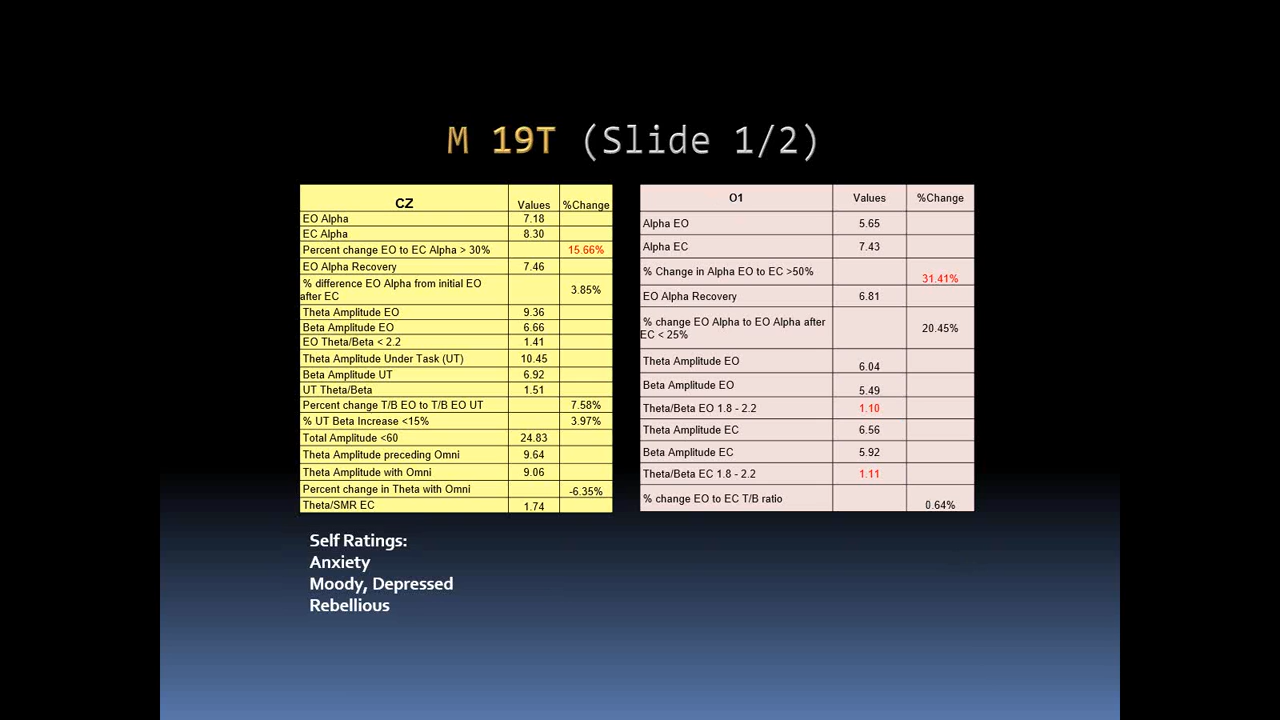 M 19T (Slide 1/2)
CZ Values %Change
EO Alpha 7.18
EC Alpha 8.30
Percent change EO to EC Alpha > 30% 15.66%
EO Alpha Recovery 7.46
% difference EO Alpha from initial EO
after EC 3.85%
Theta Amplitude EO 9.36
Beta Amplitude EO 6.66
EO Theta/Beta < 2.2 1.41
Theta Amplitude Under Task (UT) 10.45
Beta Amplitude UT 6.92
UT Theta/Beta 1.51
Percent change T/B EO to T/B EO UT 7.58%
% UT Beta Increase <15% 3.97%
Total Amplitude <60 24.83
Theta Amplitude preceding Omni 9.64
Theta Amplitude with Omni 9.06
Percent change in Theta with Omni -6.35%
Theta/SMR EC 1.74
O1 Values %Change
Alpha EO 5.65
Alpha EC 7.43
% Change in Alpha EO to EC >50% 31.41%
EO Alpha Recovery 6.81
% change EO Alpha to EO Alpha after
EC < 25% 20.45%
Theta Amplitude EO 6.04
Beta Amplitude EO 5.49
Theta/Beta EO 1.8 - 2.2 1.10
Theta Amplitude EC 6.56
Beta Amplitude EC 5.92
Theta/Beta EC 1.8 - 2.2 1.11
% change EO to EC T/B ratio 0.64%
Self Ratings:
Anxiety
Moody, Depressed
Rebellious